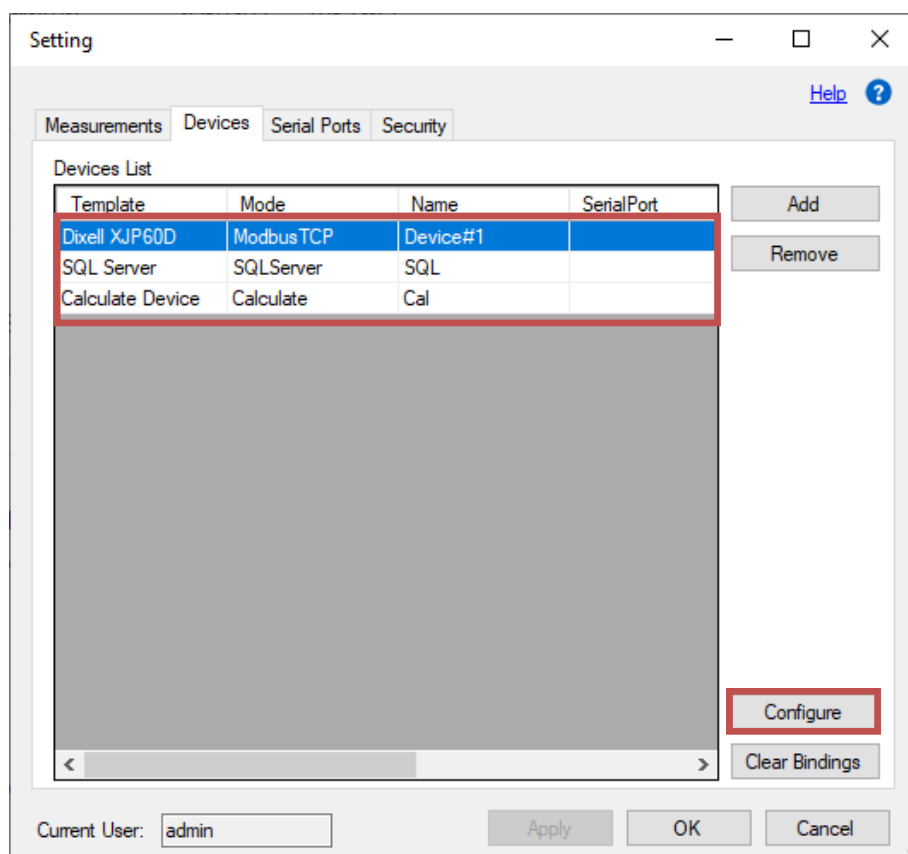 Setting
Help
Measurements Devices Serial Ports Security
Devices List
Template Mode Name SerialPort
Dixell XJP60D ModbusTCP Device#1
SQL Server SQLServer SQL
Calculate Device Calculate Cal
Add
Remove
Configure
Clear Bindings
Current User: admin
Apply OK Cancel